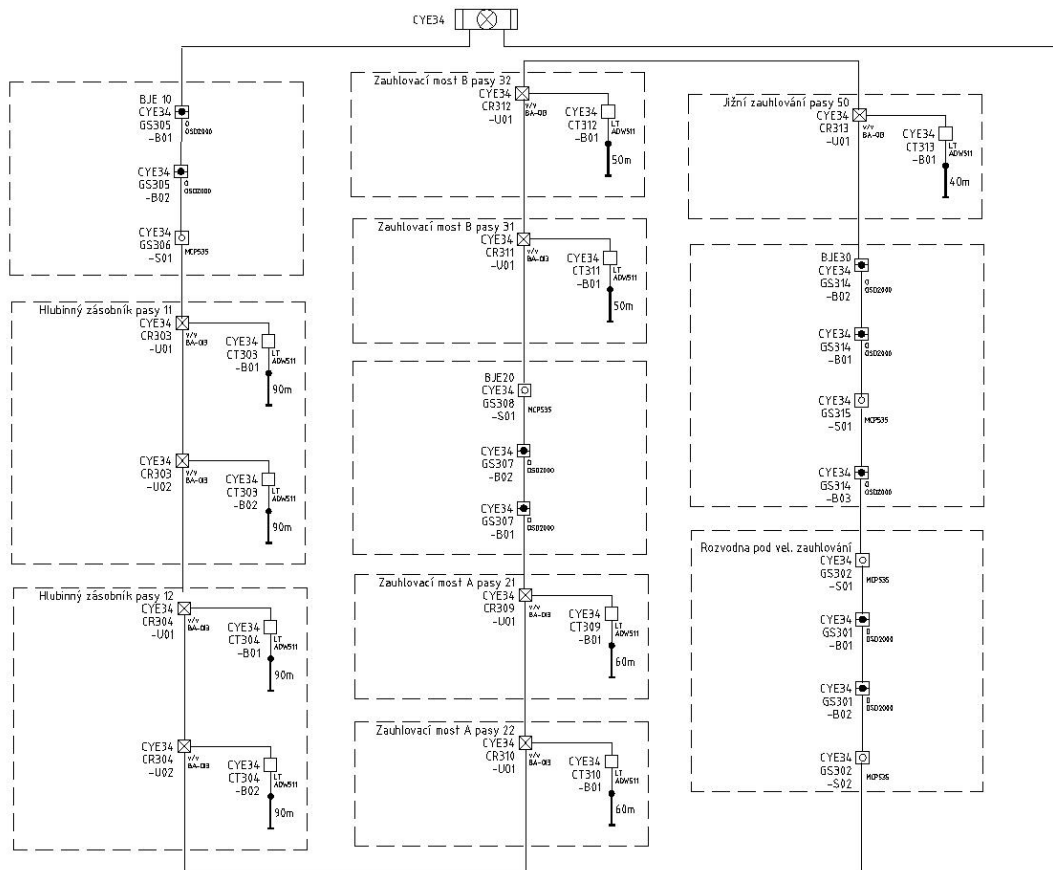 CYE34
BJE 10
CYE34
GS305
-B01
O
OSD2000
CYE34
GS305
-B02
O
OSD2000
CYE34
GS306
-S01
MCP535
Hlubinný zásobník pasy 11
CYE34
CR303
-U01
v/v
BA-OI3
CYE34
CT303
-B01
LT
ADW511
90m
CYE34
CR303
-U02
v/v
BA-OI3
CYE34
CT303
-B02
LT
ADW511
90m
Hlubinný zásobník pasy 12
CYE34
CR304
-U01
v/v
BA-OI3
CYE34
CT304
-B01
LT
ADW511
90m
CYE34
CR304
-U02
v/v
BA-OI3
CYE34
CT304
-B02
LT
ADW511
90m
Zauhlovací most B pasy 32
CYE34
CR312
-U01
v/v
BA-OI3
CYE34
CT312
-B01
LT
ADW511
50m
Zauhlovací most B pasy 31
CYE34
CR311
-U01
v/v
BA-OI3
CYE34
CT311
-B01
LT
ADW511
50m
BJE20
CYE34
GS308
-S01
MCP535
CYE34
GS307
-B02
O
OSD2000
CYE34
GS307
-B01
O
OSD2000
Zauhlovací most A pasy 21
CYE34
CR309
-U01
v/v
BA-OI3
CYE34
CT309
-B01
LT
ADW511
60m
Zauhlovací most A pasy 22
CYE34
CR310
-U01
v/v
BA-OI3
CYE34
CT310
-B01
LT
ADW511
60m
Jižní zauhlování pasy 50
CYE34
CR313
-U01
v/v
BA-OI3
CYE34
CT313
-B01
LT
ADW511
40m
BJE30
CYE34
GS314
-B02
O
OSD2000
CYE34
GS314
-B01
O
OSD2000
CYE34
GS315
-S01
MCP535
CYE34
GS314
-B03
O
OSD2000
Rozvodna pod vel. zauhlování
CYE34
GS302
-S01
MCP535
CYE34
GS301
-B01
O
OSD2000
CYE34
GS301
-B02
O
OSD2000
CYE34
GS302
-S02
MCP535